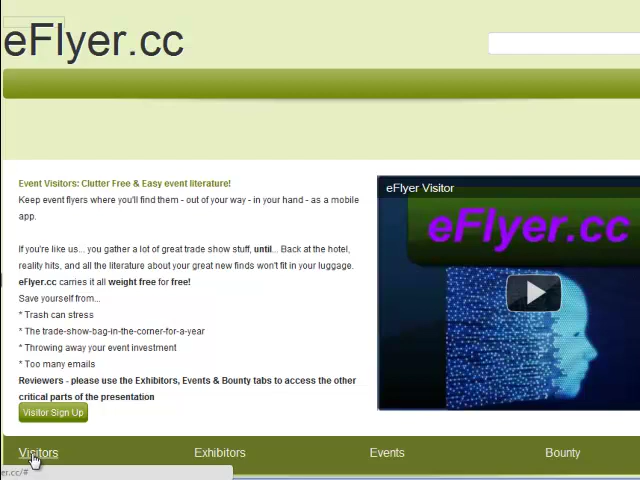 eFlyer.cc
Event Visitors: Clutter Free & Easy event literature!
Keep event flyers where you'll find them - out of your way - in your hand - as a mobile
app.
If you're like us... you gather a lot of great trade show stuff, until... Back at the hotel,
reality hits, and all the literature about your great new finds won't fit in your luggage.
eFlyer.cc carries it all weight free for free!
Save yourself from...
* Trash can stress
* The trade-show-bag-in-the-corner-for-a-year
* Throwing away your event investment
* Too many emails
Reviewers - please use the Exhibitors, Events & Bounty tabs to access the other
critical parts of the presentation
Visitor Sign Up
eFlyer Visitor
eFlyer.cc
Visitors Exhibitors Events Bounty
er.cc/#